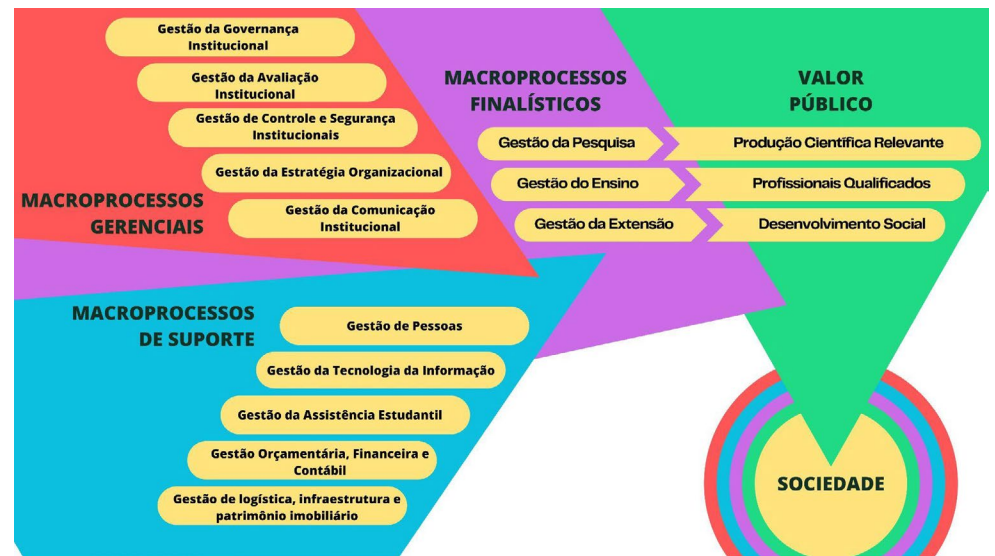 Gestão da Governança
Institucional
Gestão da Avaliação
Institucional
Gestão de Controle e Segurança
Institucionais
Gestão da Estratégia Organizacional
Gestão da Comunicação
Institucional
MACROPROCESSOS
GERENCIAIS
MACROPROCESSOS
FINALÍSTICOS
Gestão da Pesquisa
Gestão do Ensino
Gestão da Extensão
VALOR
PÚBLICO
Produção Científica Relevante
Profissionais Qualificados
Desenvolvimento Social
MACROPROCESSOS
DE SUPORTE
Gestão de Pessoas
Gestão da Tecnologia da Informação
Gestão da Assistência Estudantil
Gestão Orçamentária, Financeira e
Contábil
Gestão de logística, infraestrutura e
patrimônio imobiliário
SOCIEDADE